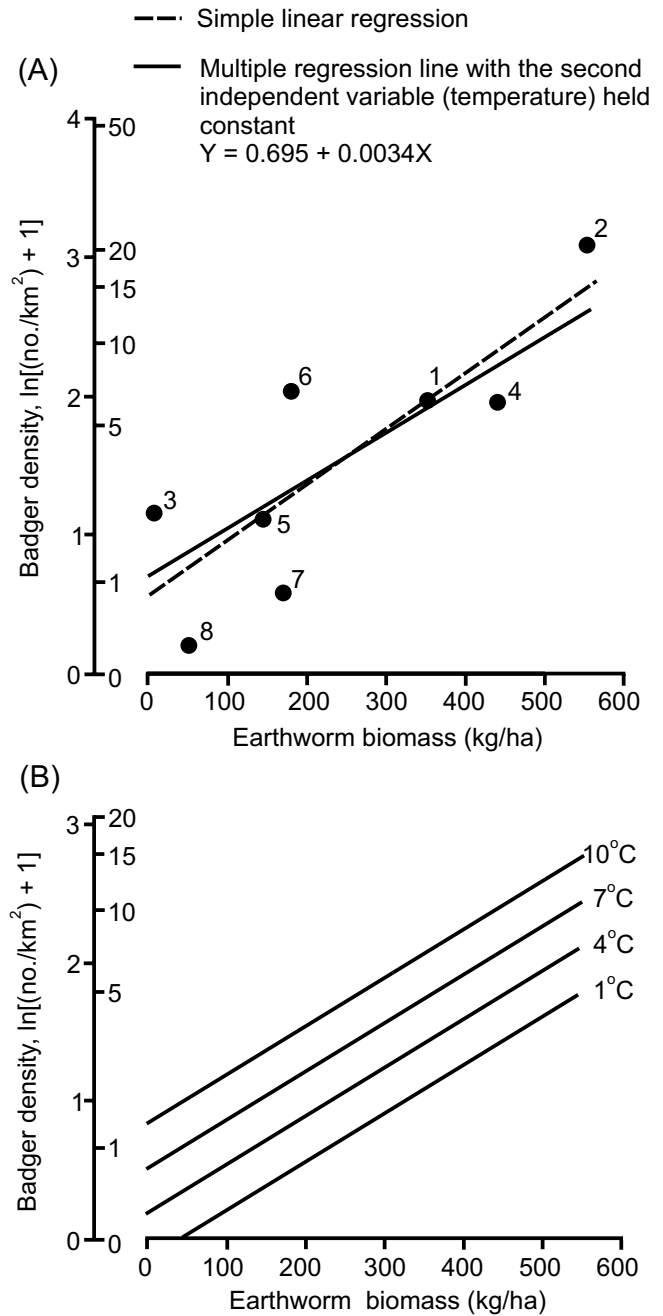 Simple linear regression
(A)
Multiple regression line with the second
independent variable (temperature) held
constant
Y = 0.695 + 0.0034X
Badger density, ln[(no./km²) + 1]
4
3
2
1
0
50
20
15
10
5
1
0
2
6
1
4
3
5
7
8
0 100 200 300 400 500 600
Earthworm biomass (kg/ha)
(B)
Badger density, ln[(no./km²) + 1]
3
2
1
0
20
15
10
5
1
0
10°C
7°C
4°C
1°C
0 100 200 300 400 500 600
Earthworm biomass (kg/ha)